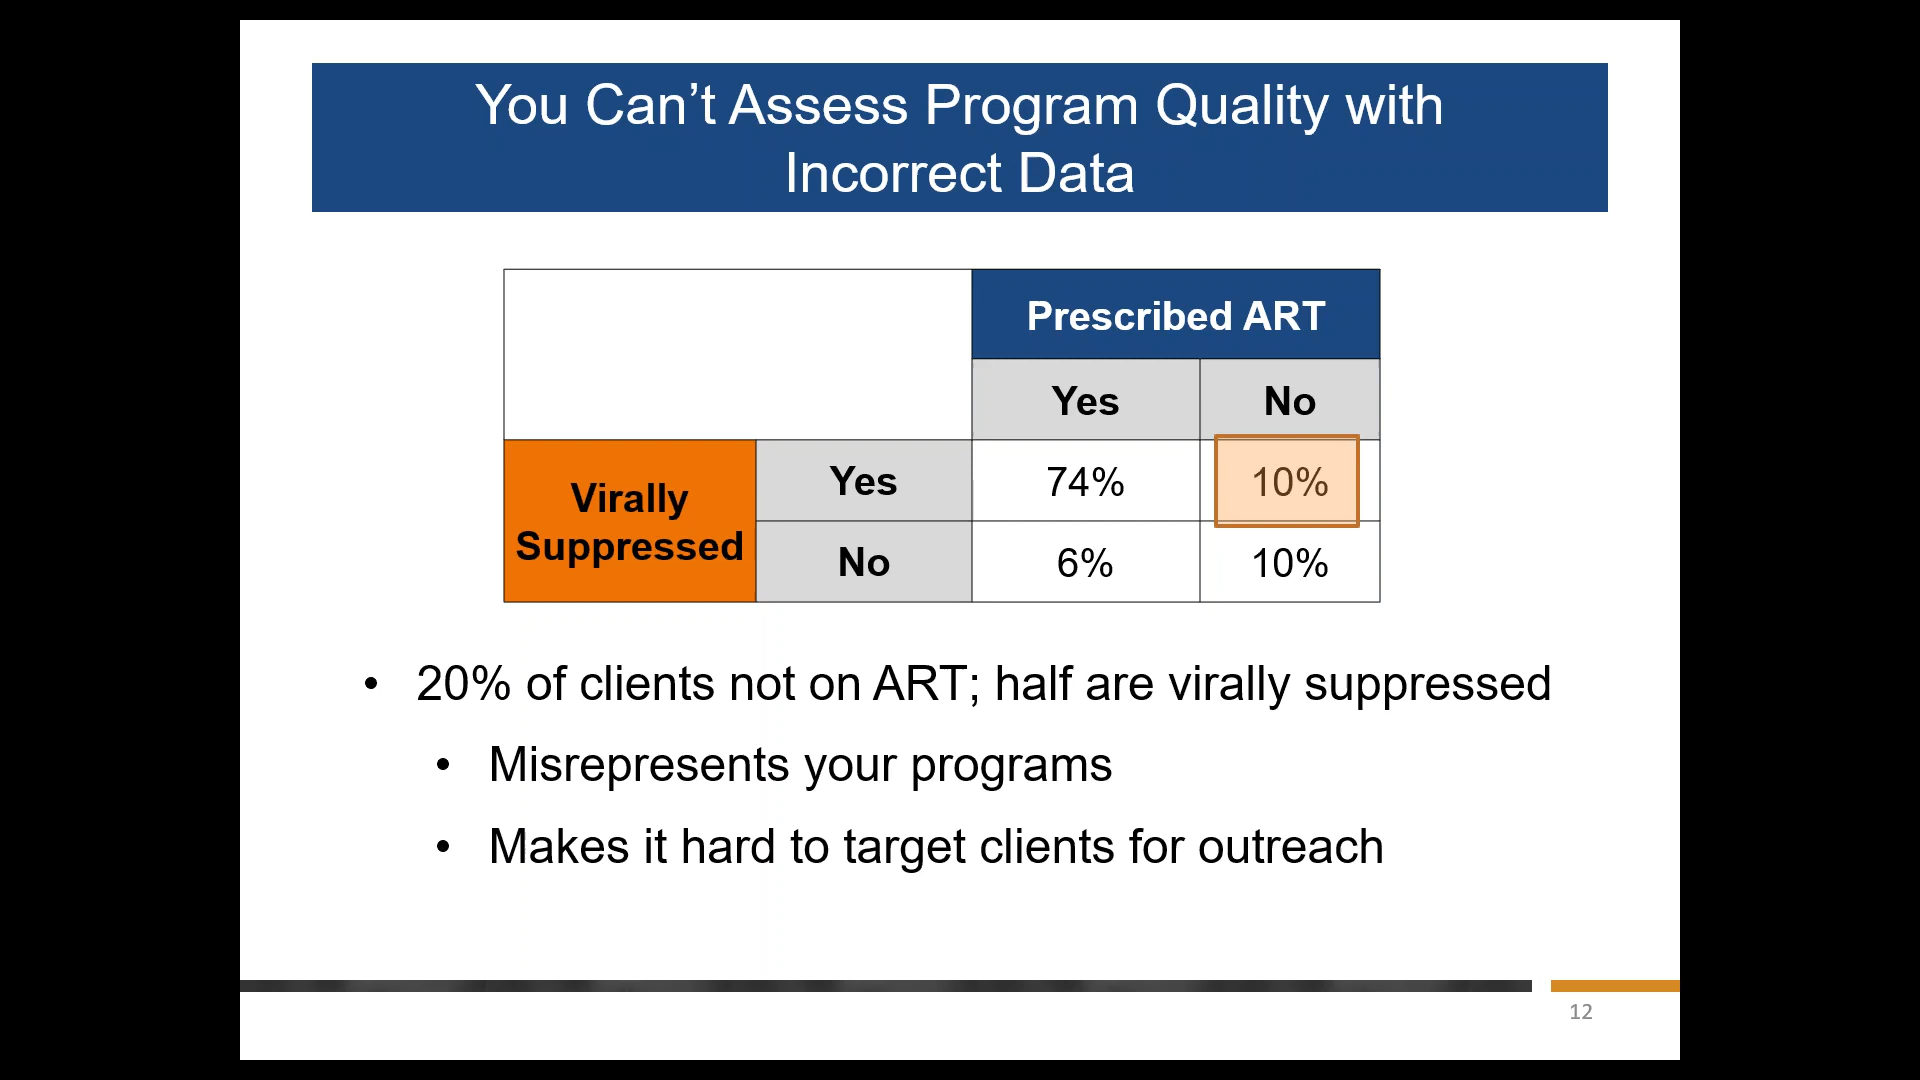 You Can’t Assess Program Quality with
Incorrect Data
Prescribed ART
Yes No
Virally
Suppressed
Yes 74% 10%
No 6% 10%
• 20% of clients not on ART; half are virally suppressed
• Misrepresents your programs
• Makes it hard to target clients for outreach
12